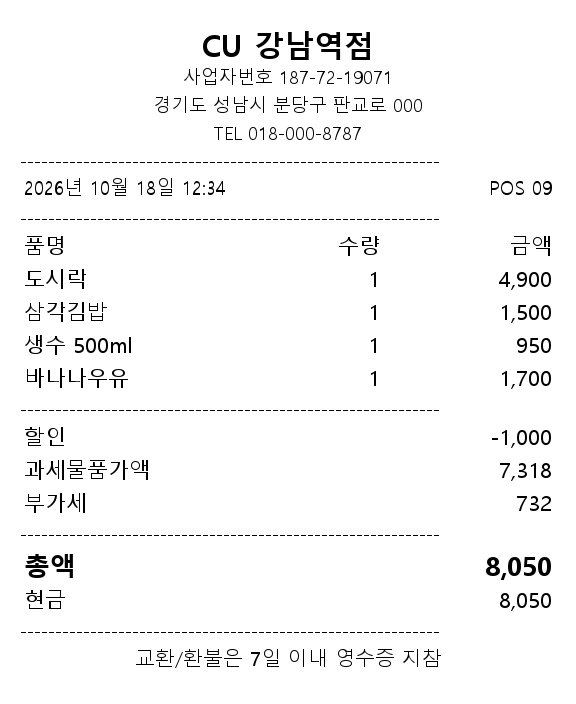 CU 강남역점
사업자번호 187-72-19071
경기도 성남시 분당구 판교로 000
TEL 018-000-8787
2026년 10월 18일 12:34 POS 09
품명 수량 금액
도시락 1 4,900
삼각김밥 1 1,500
생수 500ml 1 950
바나나우유 1 1,700
할인 -1,000
과세물품가액 7,318
부가세 732
총액 8,050
현금 8,050
교환/환불은 7일 이내 영수증 지참